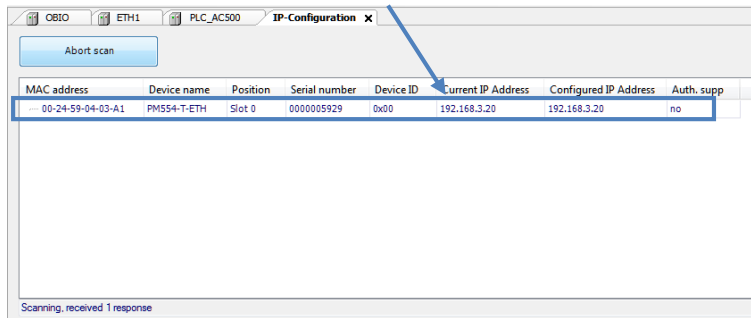 OBIO ETH1 PLC_AC500 IP-Configuration x
Abort scan
MAC address Device name Position Serial number Device ID Current IP Address Configured IP Address Auth. supp
00-24-59-04-03-A1 PM554-T-ETH Slot 0 0000005929 0x00 192.168.3.20 192.168.3.20 no
Scanning, received 1 response